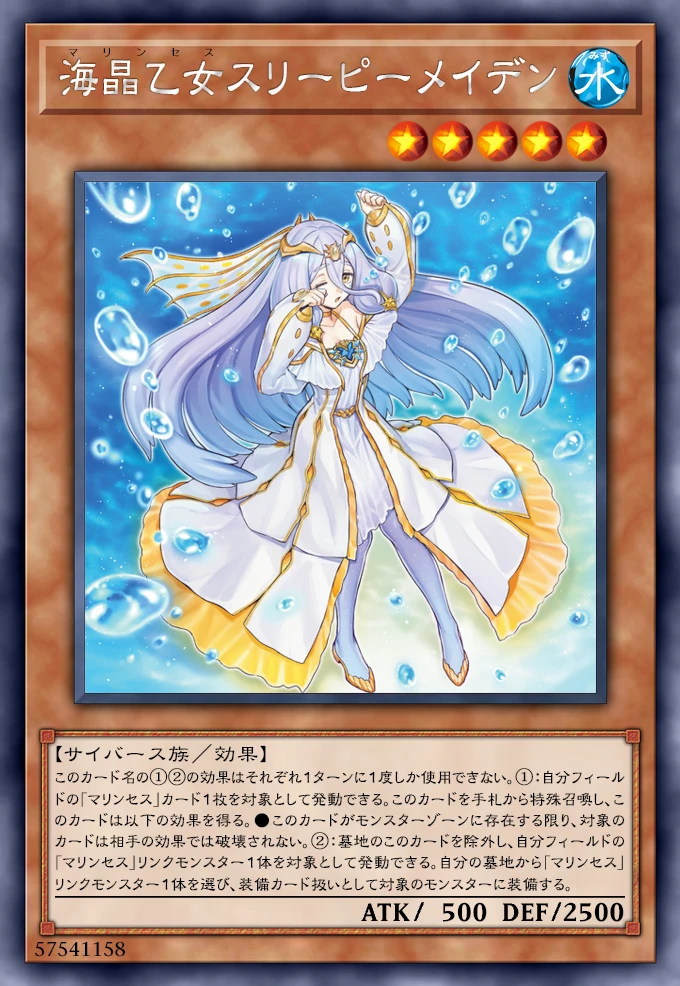 マリンセス
海晶乙女スリーピーメイデン
みず
水
【サイバース族／効果】
このカード名の①②の効果はそれぞれ1ターンに1度しか使用できない。①：自分フィール
ドの「マリンセス」カード1枚を対象として発動できる。このカードを手札から特殊召喚し、こ
のカードは以下の効果を得る。●このカードがモンスターゾーンに存在する限り、対象の
カードは相手の効果では破壊されない。②：墓地のこのカードを除外し、自分フィールドの
「マリンセス」リンクモンスター1体を対象として発動できる。自分の墓地から「マリンセス」
リンクモンスター1体を選び、装備カード扱いとして対象のモンスターに装備する。
ATK/ 500 DEF/2500
57541158